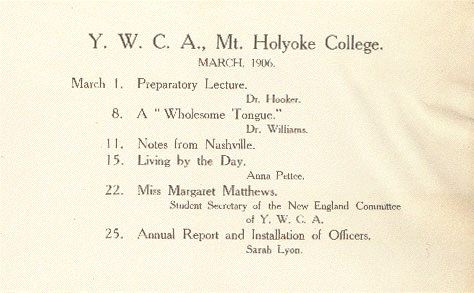 Y. W. C. A., Mt. Holyoke College.
MARCH, 1906.
March 1. Preparatory Lecture.
Dr. Hooker.
8. A "Wholesome Tongue."
Dr. Williams.
11. Notes from Nashville.
15. Living by the Day.
Anna Pettee.
22. Miss Margaret Matthews.
Student Secretary of the New England Committee
of Y. W. C. A.
25. Annual Report and Installation of Officers.
Sarah Lyon.